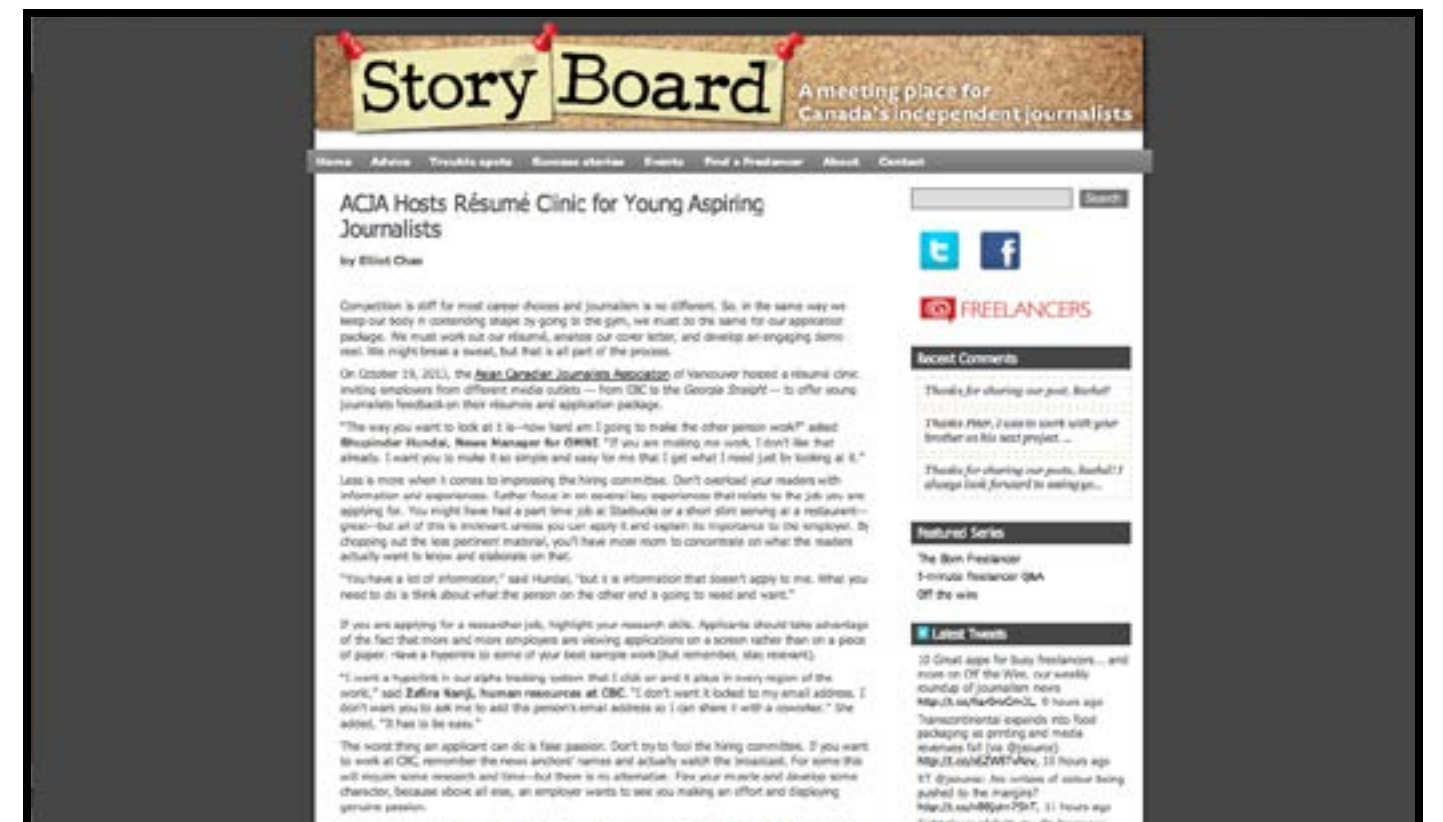 Story Board
A meeting place for
Canada's independent journalists
Home Advice Trouble spots Success stories Events Find a Freelancer About Contact
ACJA Hosts Résumé Clinic for Young Aspiring
Journalists
by Elliot Chan
Competition is stiff for most career choices and journalism is no different. So, in the same way we
keep our body in contending shape by going to the gym, we must do the same for our application
package. We must work out our résumé, analyze our cover letter, and develop an engaging demo
reel. We might break a sweat, but that is all part of the process.
On October 19, the Asian Canadian Journalists Association of Vancouver hosted a résumé clinic
inviting employers from different media outlets — from CBC to the Georgia Straight — to offer young
journalists feedback on their résumés and application package.
"The way you want to look at it is—how hard am I going to make the other person work?" asked
Bhupinder Hundal, News Manager for OMNI. "If you are making me work, I don't like that
already. I want you to make it so simple and easy for me that I get what I need just by looking at it."
Less is more when it comes to impressing the hiring committee. Don't overload your readers with
information and experiences. Rather focus in on several key experiences that relate to the job you are
applying for. You might have had a part time job at Starbucks or a short stint serving at a restaurant—
great—but all of this is irrelevant unless you can apply it and explain its importance to the employer. By
chopping out the less pertinent material, you'll have more room to concentrate on what the readers
actually want to know and elaborate on that.
"You have a lot of information," said Hundal, "but it is information that doesn't apply to me. What you
need to do is think about what the person on the other end is going to need and want."
If you are applying for a researcher job, highlight your research skills. Applicants should take advantage
of the fact that more and more employers are viewing applications on a screen rather than on a piece
of paper. Have a hyperlink to some of your best sample work (but remember, stay relevant).
"I want a hyperlink in our alpha tracking system that I click on and it plays in every region of the
work," said Zafira Nanji, human resources at CBC. "I don't want it locked to my email address. I
don't want you to ask me to add the person's email address so I can share it with a coworker." She
added, "It has to be easy."
The worst thing an applicant can do is fake passion. Don't try to fool the hiring committee. If you want
to work at CBC, remember the news anchors' names and actually watch the broadcast. For some this
will require some research and time—but there is no alternative. Flex your muscle and develop some
character, because above all else, an employer wants to see you making an effort and displaying
genuine passion.
Search
FREELANCERS
Recent Comments
Thanks for sharing our post, Rachel!
Thanks Peter, I was to work with your
brother on his next project ...
Thanks for sharing our posts, Rachel! I
always look forward to seeing yo...
Featured Series
The Born Freelancer
5-minute freelancer Q&A
Off the wire
Latest Tweets
10 Great apps for busy freelancers... and
more on Off the Wire, our weekly
roundup of journalism news
9 hours ago
Transcontinental expands into food
packaging as printing and media
revenues fall (via @jsource)
10 hours ago
RT @jsource: Are writers of colour being
pushed to the margins?
11 hours ago